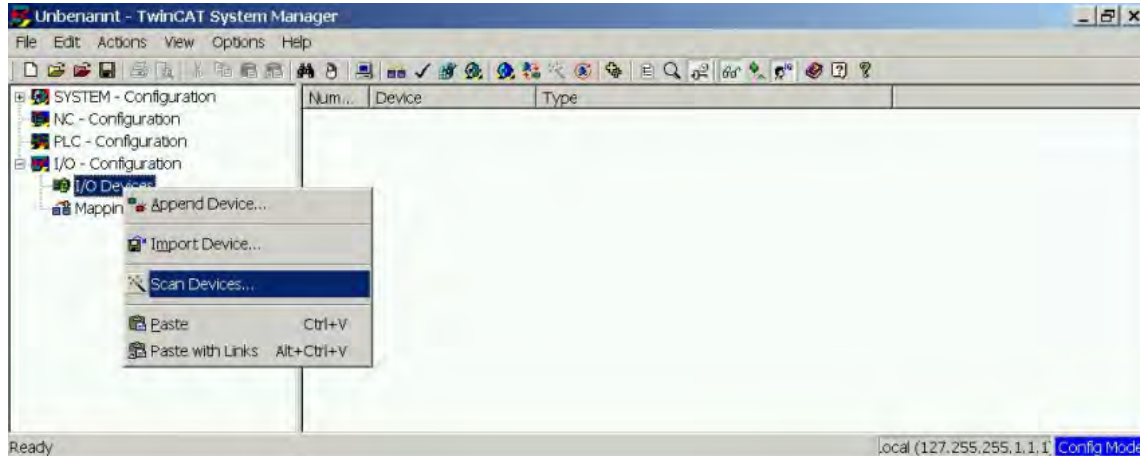 Unbenannt - TwinCAT System Manager
File Edit Actions View Options Help
SYSTEM - Configuration
NC - Configuration
PLC - Configuration
I/O - Configuration
I/O Devices
Mappin
Num... Device Type
Append Device...
Import Device...
Scan Devices...
Paste Ctrl+V
Paste with Links Alt+Ctrl+V
Ready
ocal (127.255.255.1.1.1) Config Mode